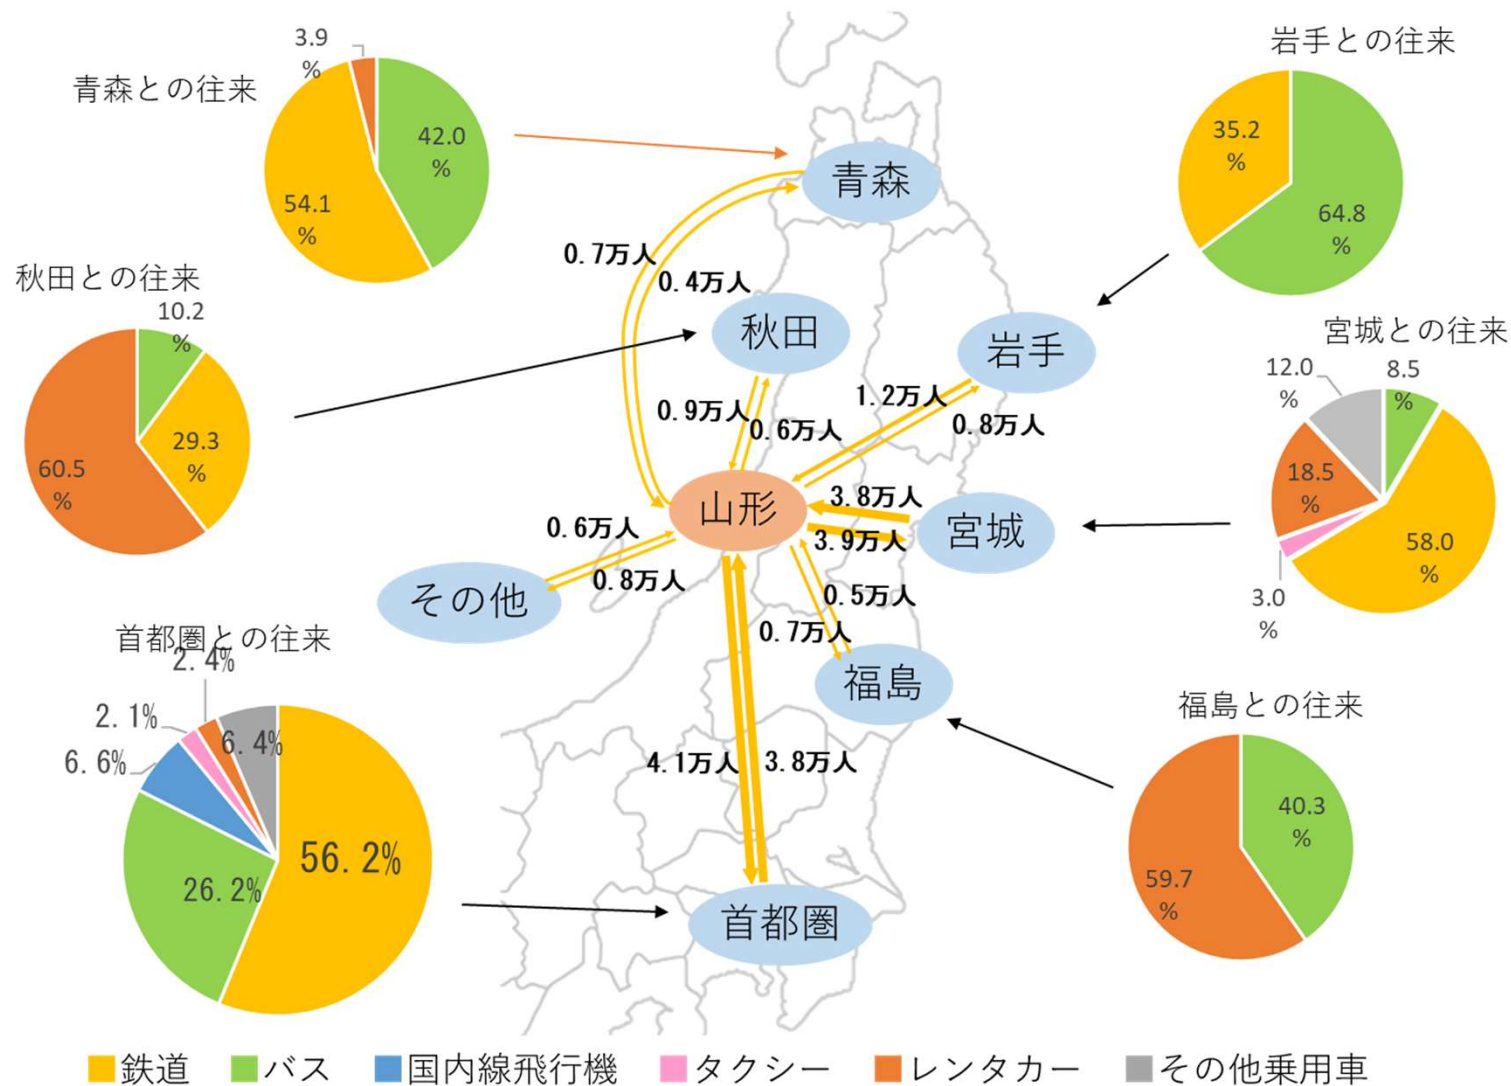 青森との往来
3.9
%
42.0
%
54.1
%
岩手との往来
35.2
%
64.8
%
秋田との往来
10.2
%
29.3
%
60.5
%
宮城との往来
12.0
%
8.5
%
18.5
%
58.0
%
3.0
%
青森
0.7万人
0.4万人
秋田
岩手
0.9万人
0.6万人
1.2万人
0.8万人
山形
3.8万人
3.9万人
宮城
0.6万人
0.8万人
その他
0.5万人
0.7万人
福島
4.1万人
3.8万人
首都圏
首都圏との往来
2.4%
2.1%
6.6%
6.4%
56.2%
26.2%
福島との往来
40.3
%
59.7
%
鉄道 バス 国内線飛行機 タクシー レンタカー その他乗用車